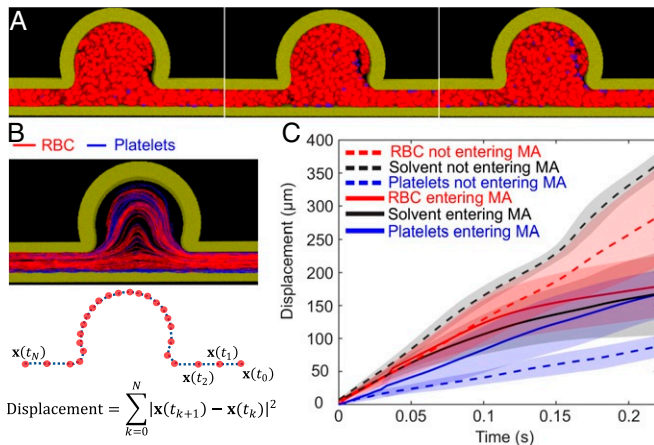 A
B
RBC Platelets
x(t_N)
x(t_1)
x(t_2)
x(t_0)
Displacement = \sum_{k=0}^{N} |x(t_{k+1}) − x(t_k)|^2
C
400
350
300
250
200
150
100
50
0
Displacement (μm)
RBC not entering MA
Solvent not entering MA
Platelets not entering MA
RBC entering MA
Solvent entering MA
Platelets entering MA
0 0.05 0.1 0.15 0.2
Time (s)